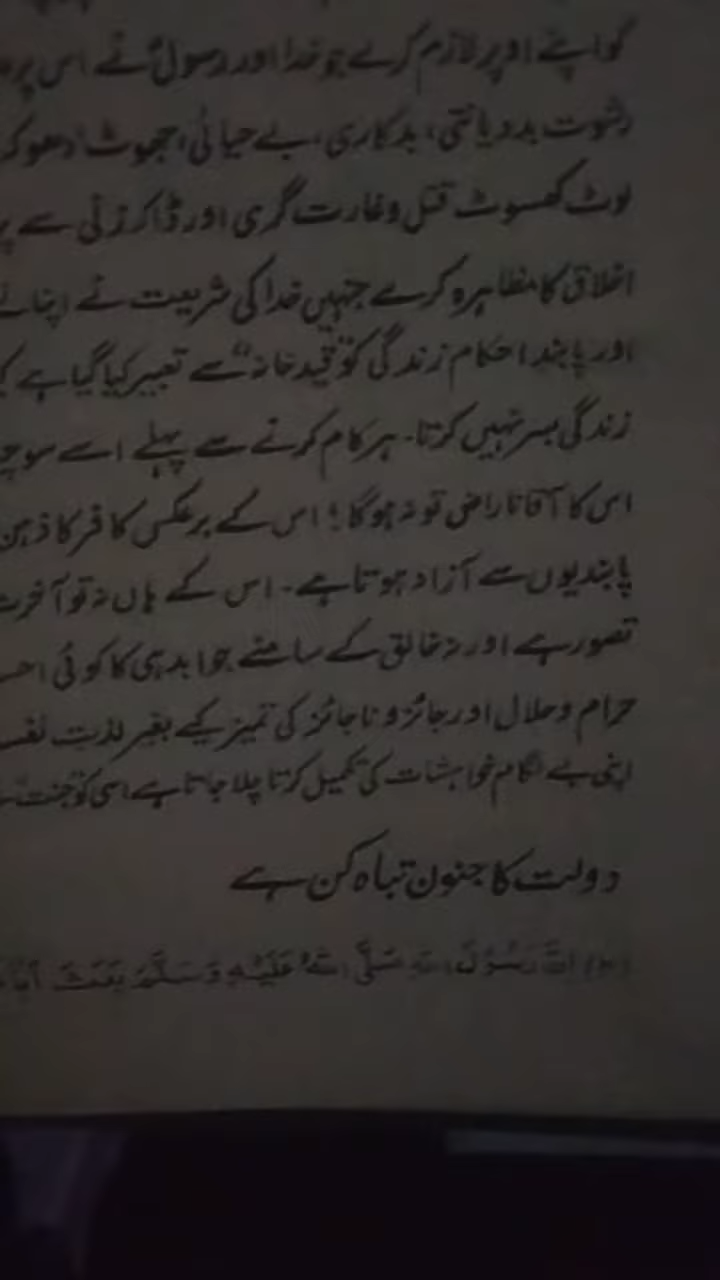 کو اپنے اوپر لازم کرے جو خدا اور رسولؐ نے اس پر
رشوت بددیانتی، بدکاری، بے حیائی، جھوٹ، دھوکہ
لوٹ کھسوٹ قتل و غارت گری اور ڈاکہ زنی سے
اخلاق کا مظاہرہ کرے جنہیں خدا کی شریعت نے اپنانے
اور پابند احکام زندگی کو "قید خانہ" سے تعبیر کیا گیا ہے
زندگی بسر نہیں کرتا۔ ہر کام کرنے سے پہلے اسے
اس کا آقا ناراض تو نہ ہوگا؟ اس کے برعکس کافر کا ذہن
پابندیوں سے آزاد ہوتا ہے۔ اس کے ہاں نہ تو آخرت
تصور ہے اور نہ خالق کے سامنے جوابدہی کا کوئی
حرام و حلال اور جائز و ناجائز کی تمیز کیے بغیر لذت نفس
اپنی بے لگام خواہشات کی تکمیل کرتا چلا جاتا ہے اسی کو جنت
دولت کا جنون تباہ کن ہے
اَنَّ رَسُوْلَ اللهِ صَلَّى اللهُ عَلَيْهِ وَسَلَّمَ بَعَثَ